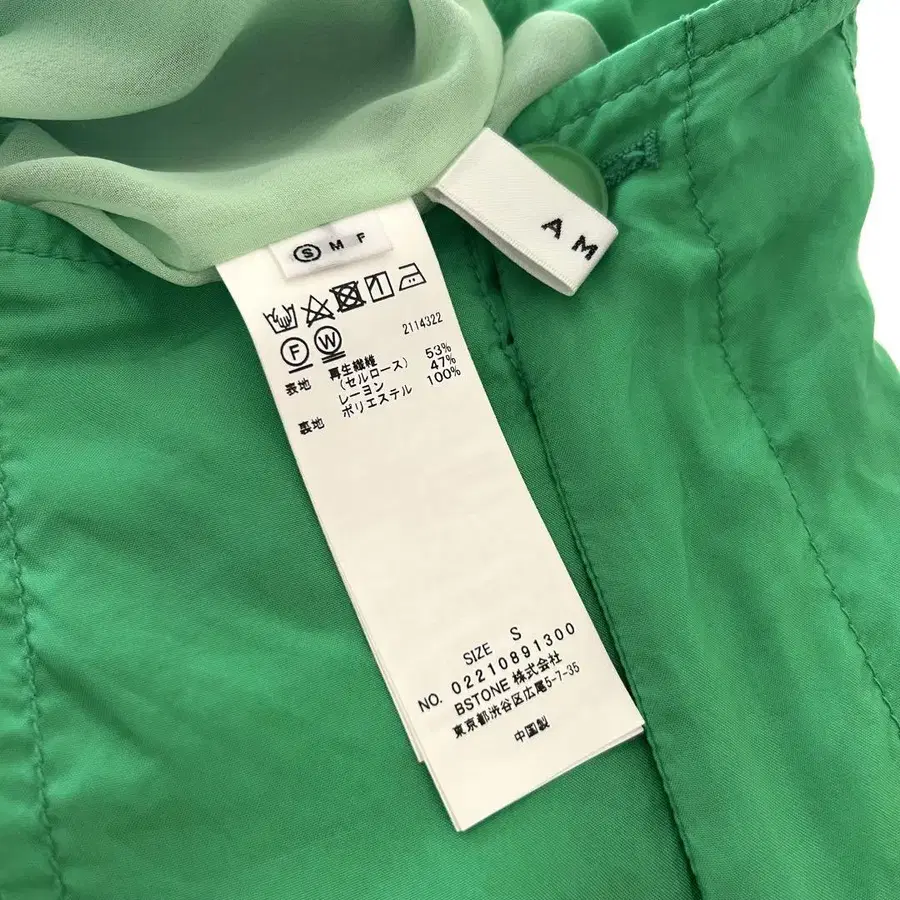 A M
Ⓢ M F
2114322
Ⓕ Ⓦ
表地 再生繊維 53%
(セルロース)
レーヨン 47%
裏地 ポリエステル 100%
SIZE S
NO. 02210891300
BSTONE 株式会社
東京都渋谷区広尾5-7-35
中国製